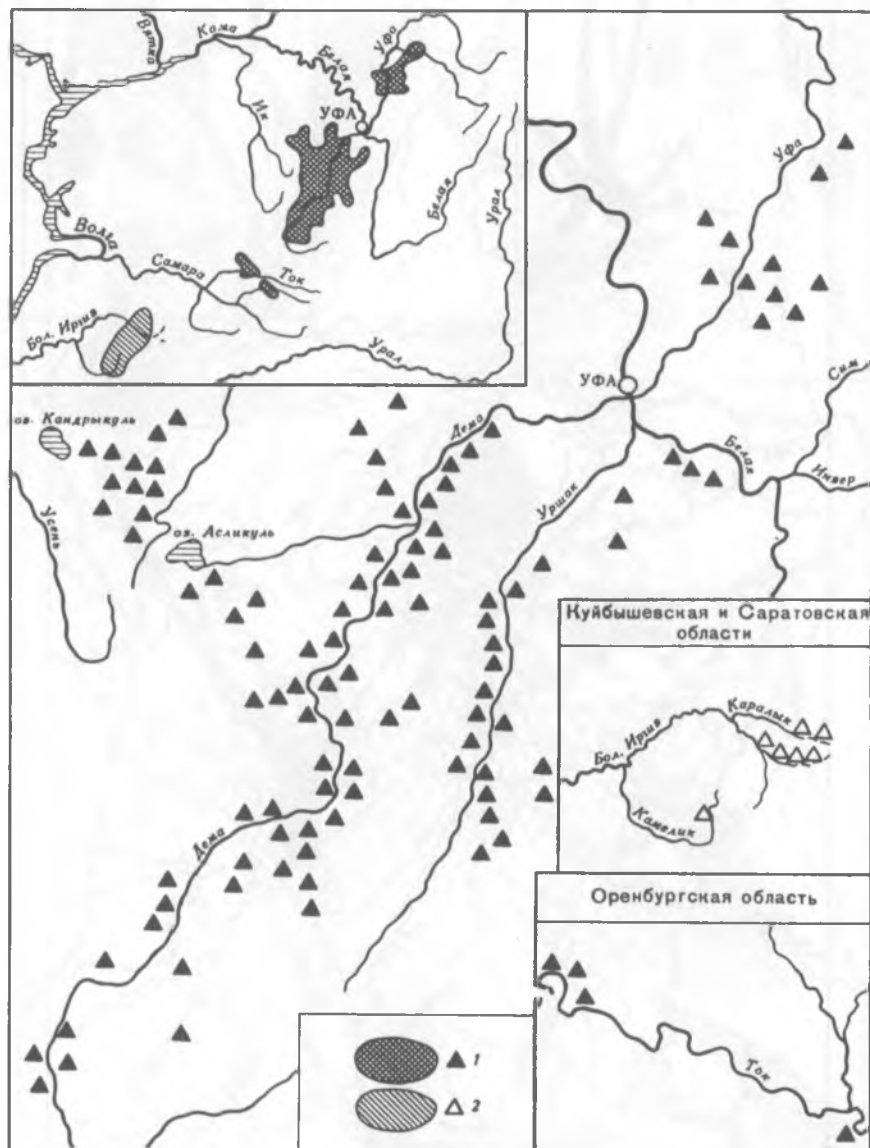 Вятка
Кама
Белая
Уфа
Ик
УФА
Белая
Урал
Волга
Самара
Ток
Бол. Иргиз
Урал
Уфа
УФА
Сим
Белая
Инзер
оз. Кандрыкуль
Дема
Усень
оз. Асликуль
Уршак
Куйбышевская и Саратовская
области
Каралык
Бол. Иргиз
Камелик
Дема
Оренбургская область
Ток
1
2